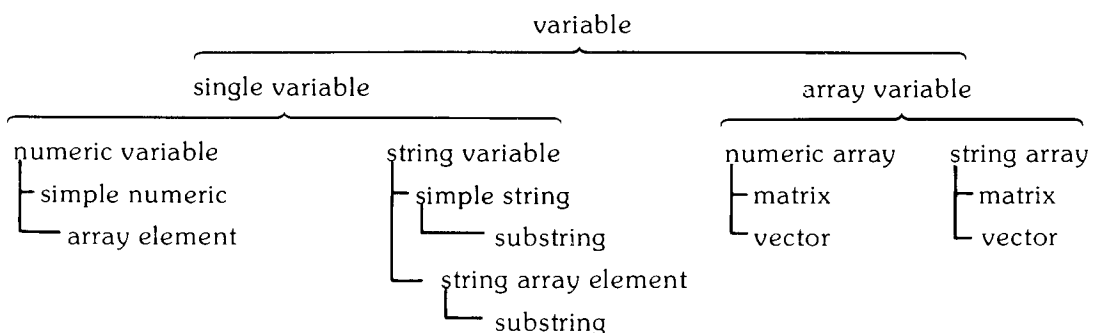 variable
single variable array variable
numeric variable string variable numeric array string array
simple numeric simple string matrix matrix
array element substring vector vector
string array element
substring